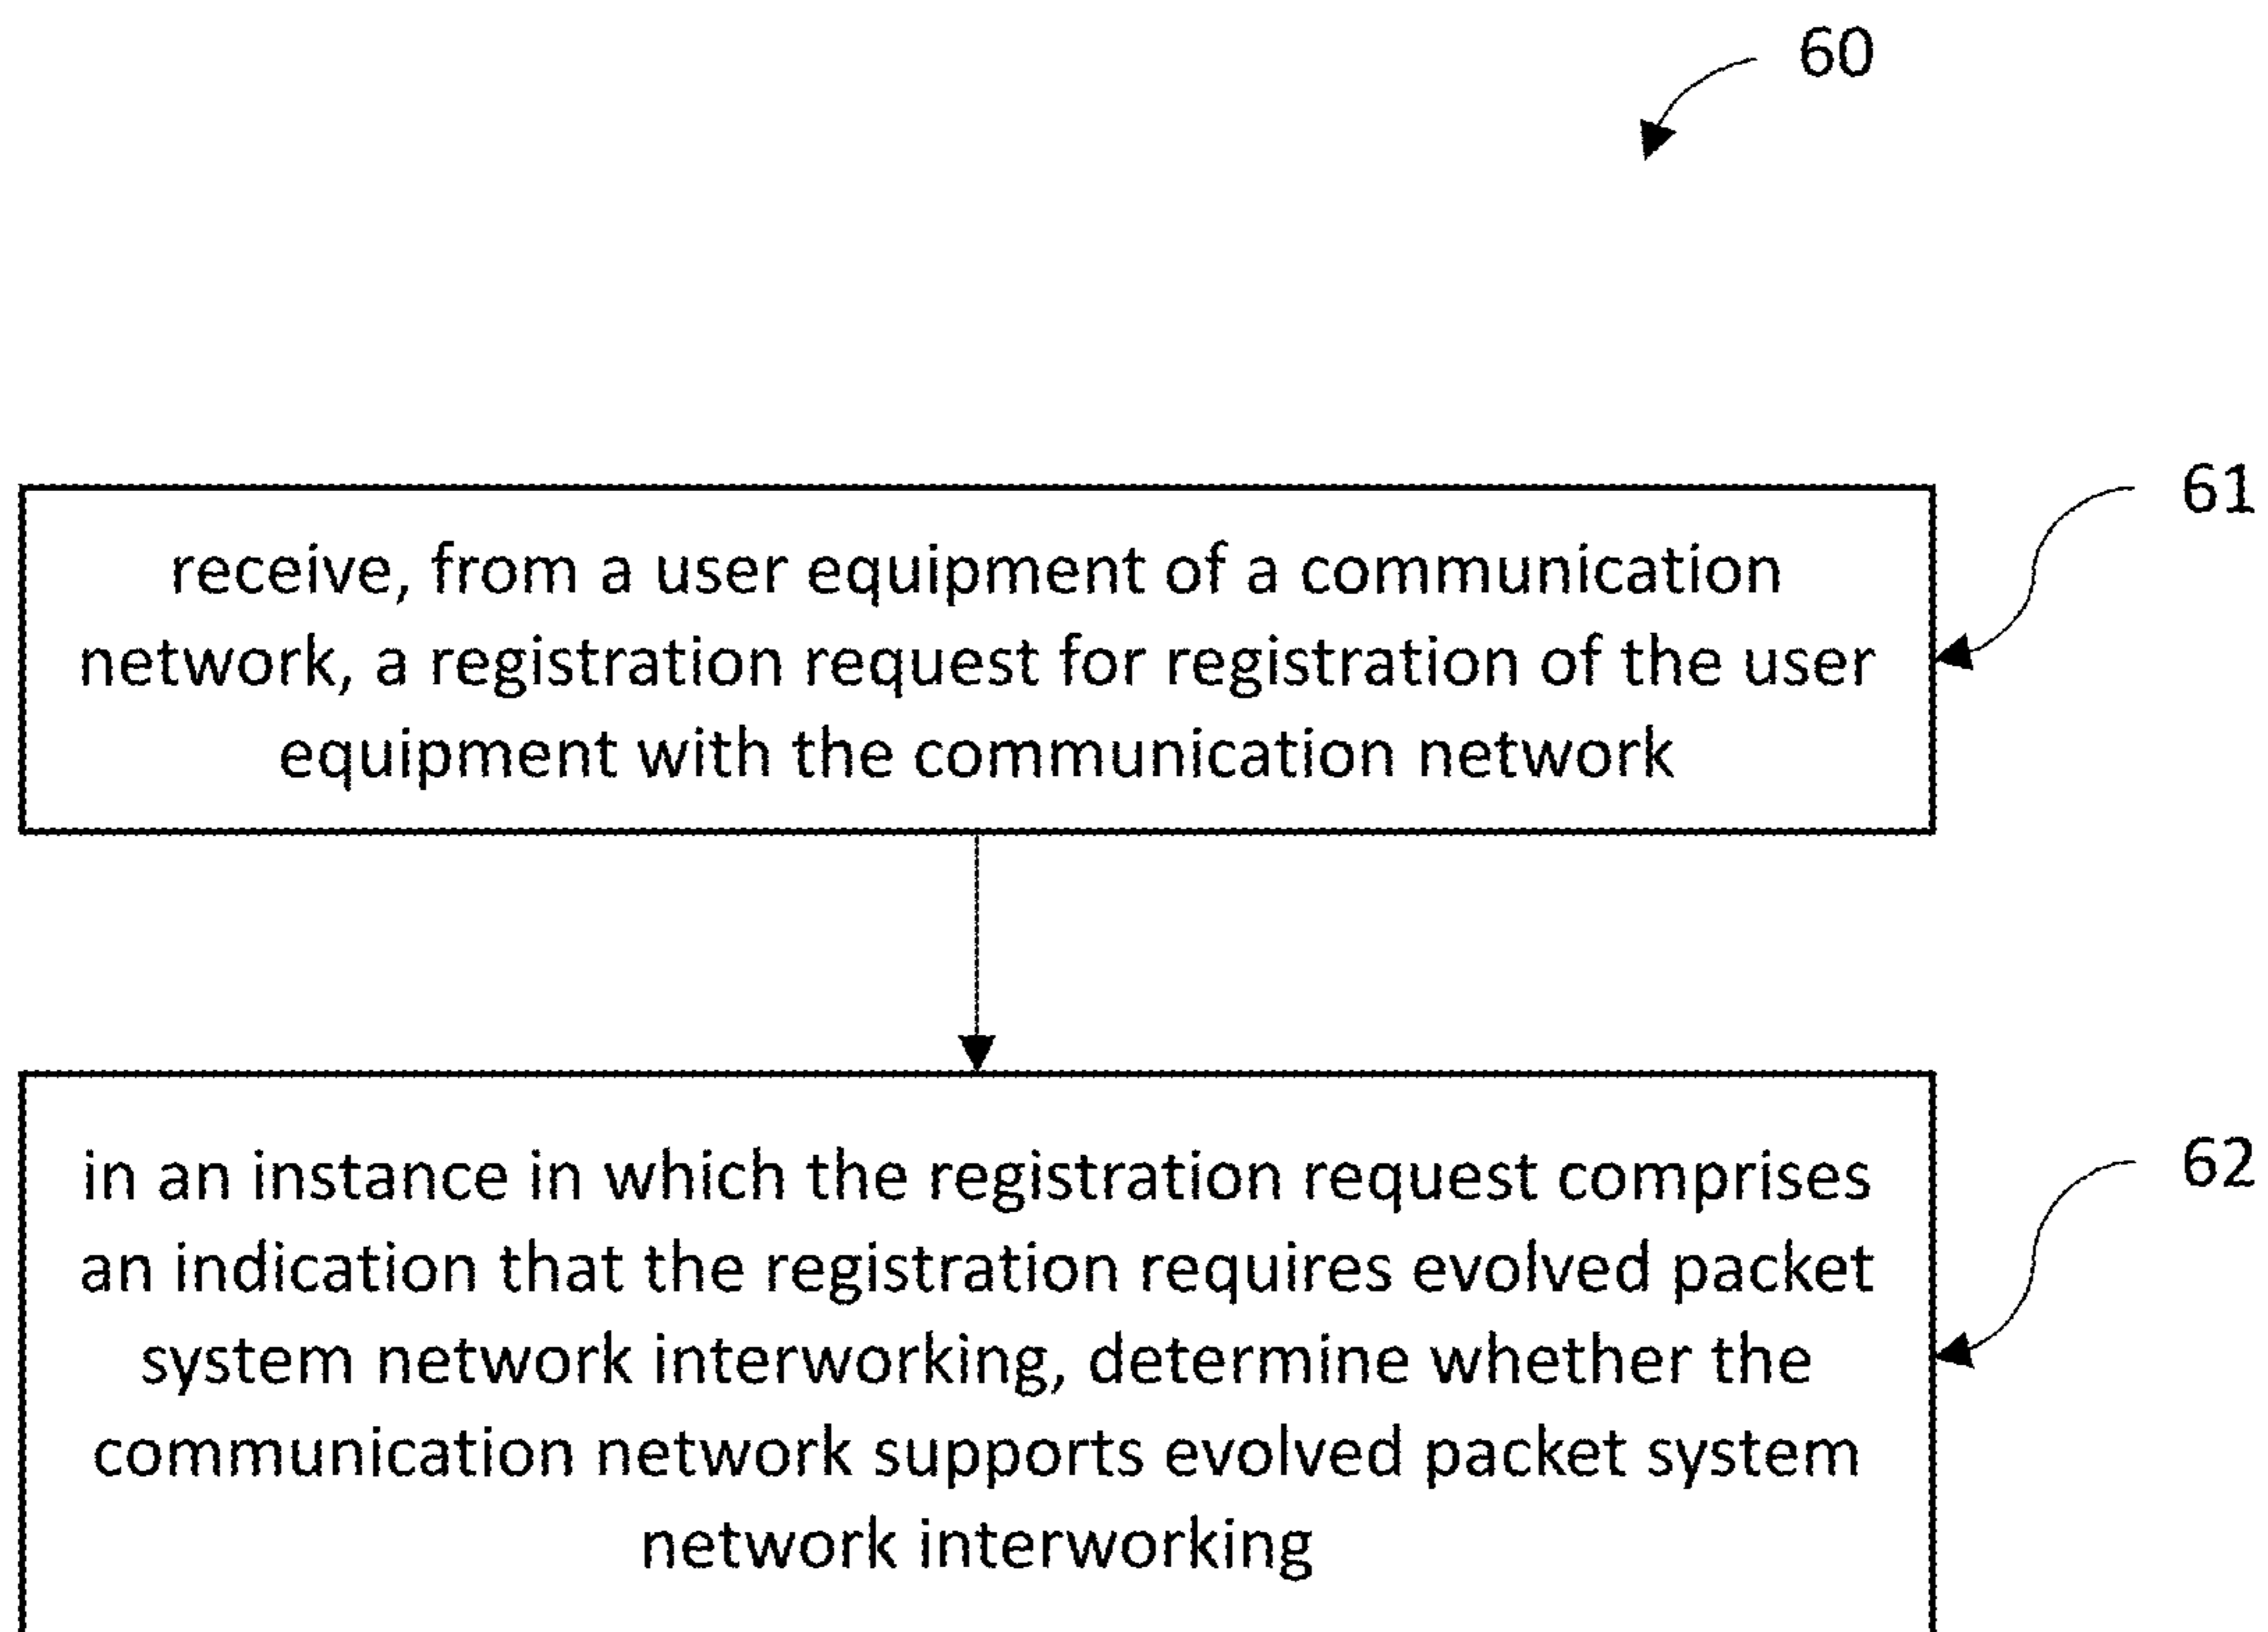 60
61
receive, from a user equipment of a communication
network, a registration request for registration of the user
equipment with the communication network
62
in an instance in which the registration request comprises
an indication that the registration requires evolved packet
system network interworking, determine whether the
communication network supports evolved packet system
network interworking